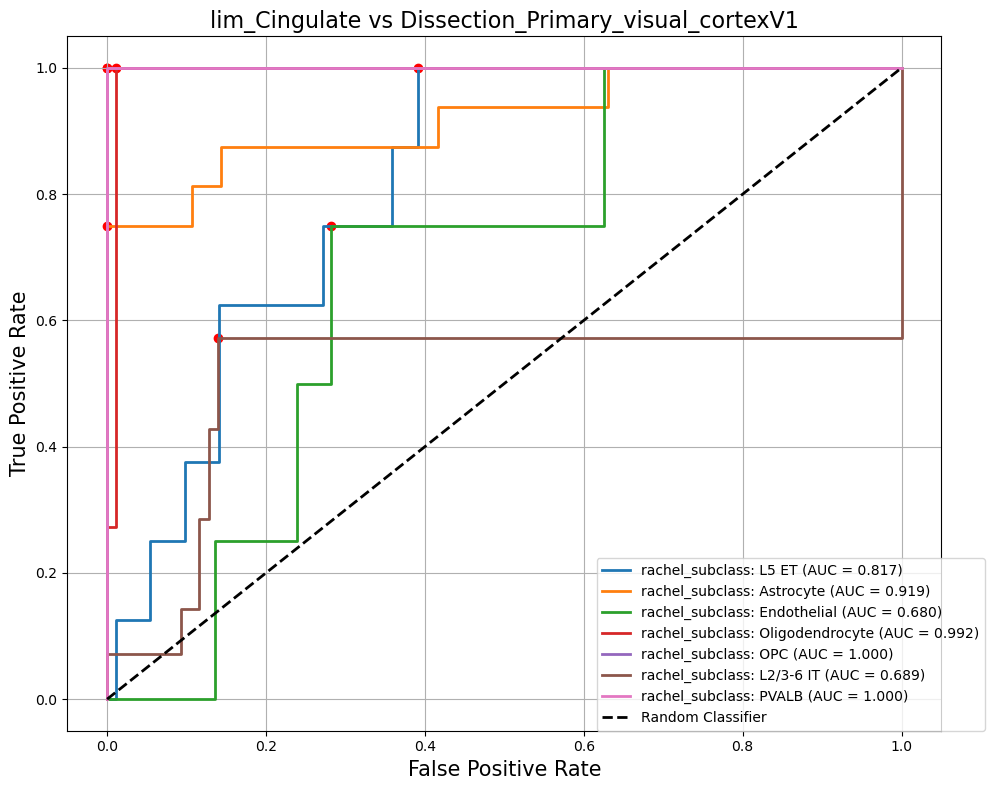 lim_Cingulate vs Dissection_Primary_visual_cortexV1
True Positive Rate
1.0
0.8
0.6
0.4
0.2
0.0
0.0 0.2 0.4 0.6 0.8 1.0
False Positive Rate
rachel_subclass: L5 ET (AUC = 0.817)
rachel_subclass: Astrocyte (AUC = 0.919)
rachel_subclass: Endothelial (AUC = 0.680)
rachel_subclass: Oligodendrocyte (AUC = 0.992)
rachel_subclass: OPC (AUC = 1.000)
rachel_subclass: L2/3-6 IT (AUC = 0.689)
rachel_subclass: PVALB (AUC = 1.000)
Random Classifier